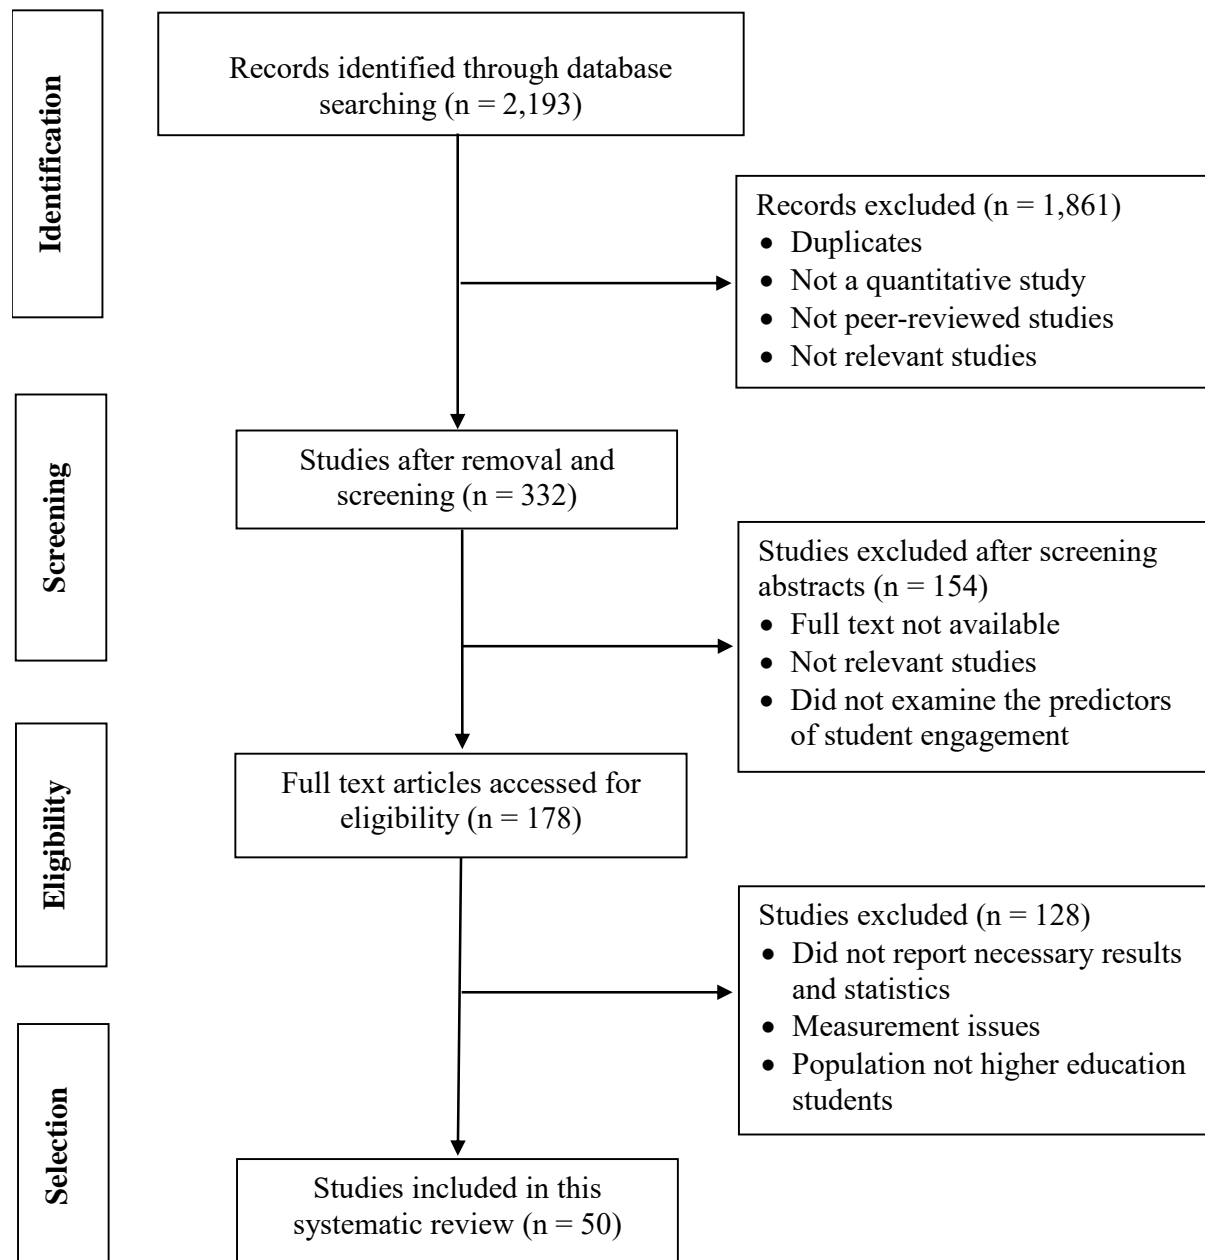 Identification
Records identified through database
searching (n = 2,193)
Records excluded (n = 1,861)
• Duplicates
• Not a quantitative study
• Not peer-reviewed studies
• Not relevant studies
Screening
Studies after removal and
screening (n = 332)
Studies excluded after screening
abstracts (n = 154)
• Full text not available
• Not relevant studies
• Did not examine the predictors
of student engagement
Eligibility
Full text articles accessed for
eligibility (n = 178)
Studies excluded (n = 128)
• Did not report necessary results
and statistics
• Measurement issues
• Population not higher education
students
Selection
Studies included in this
systematic review (n = 50)